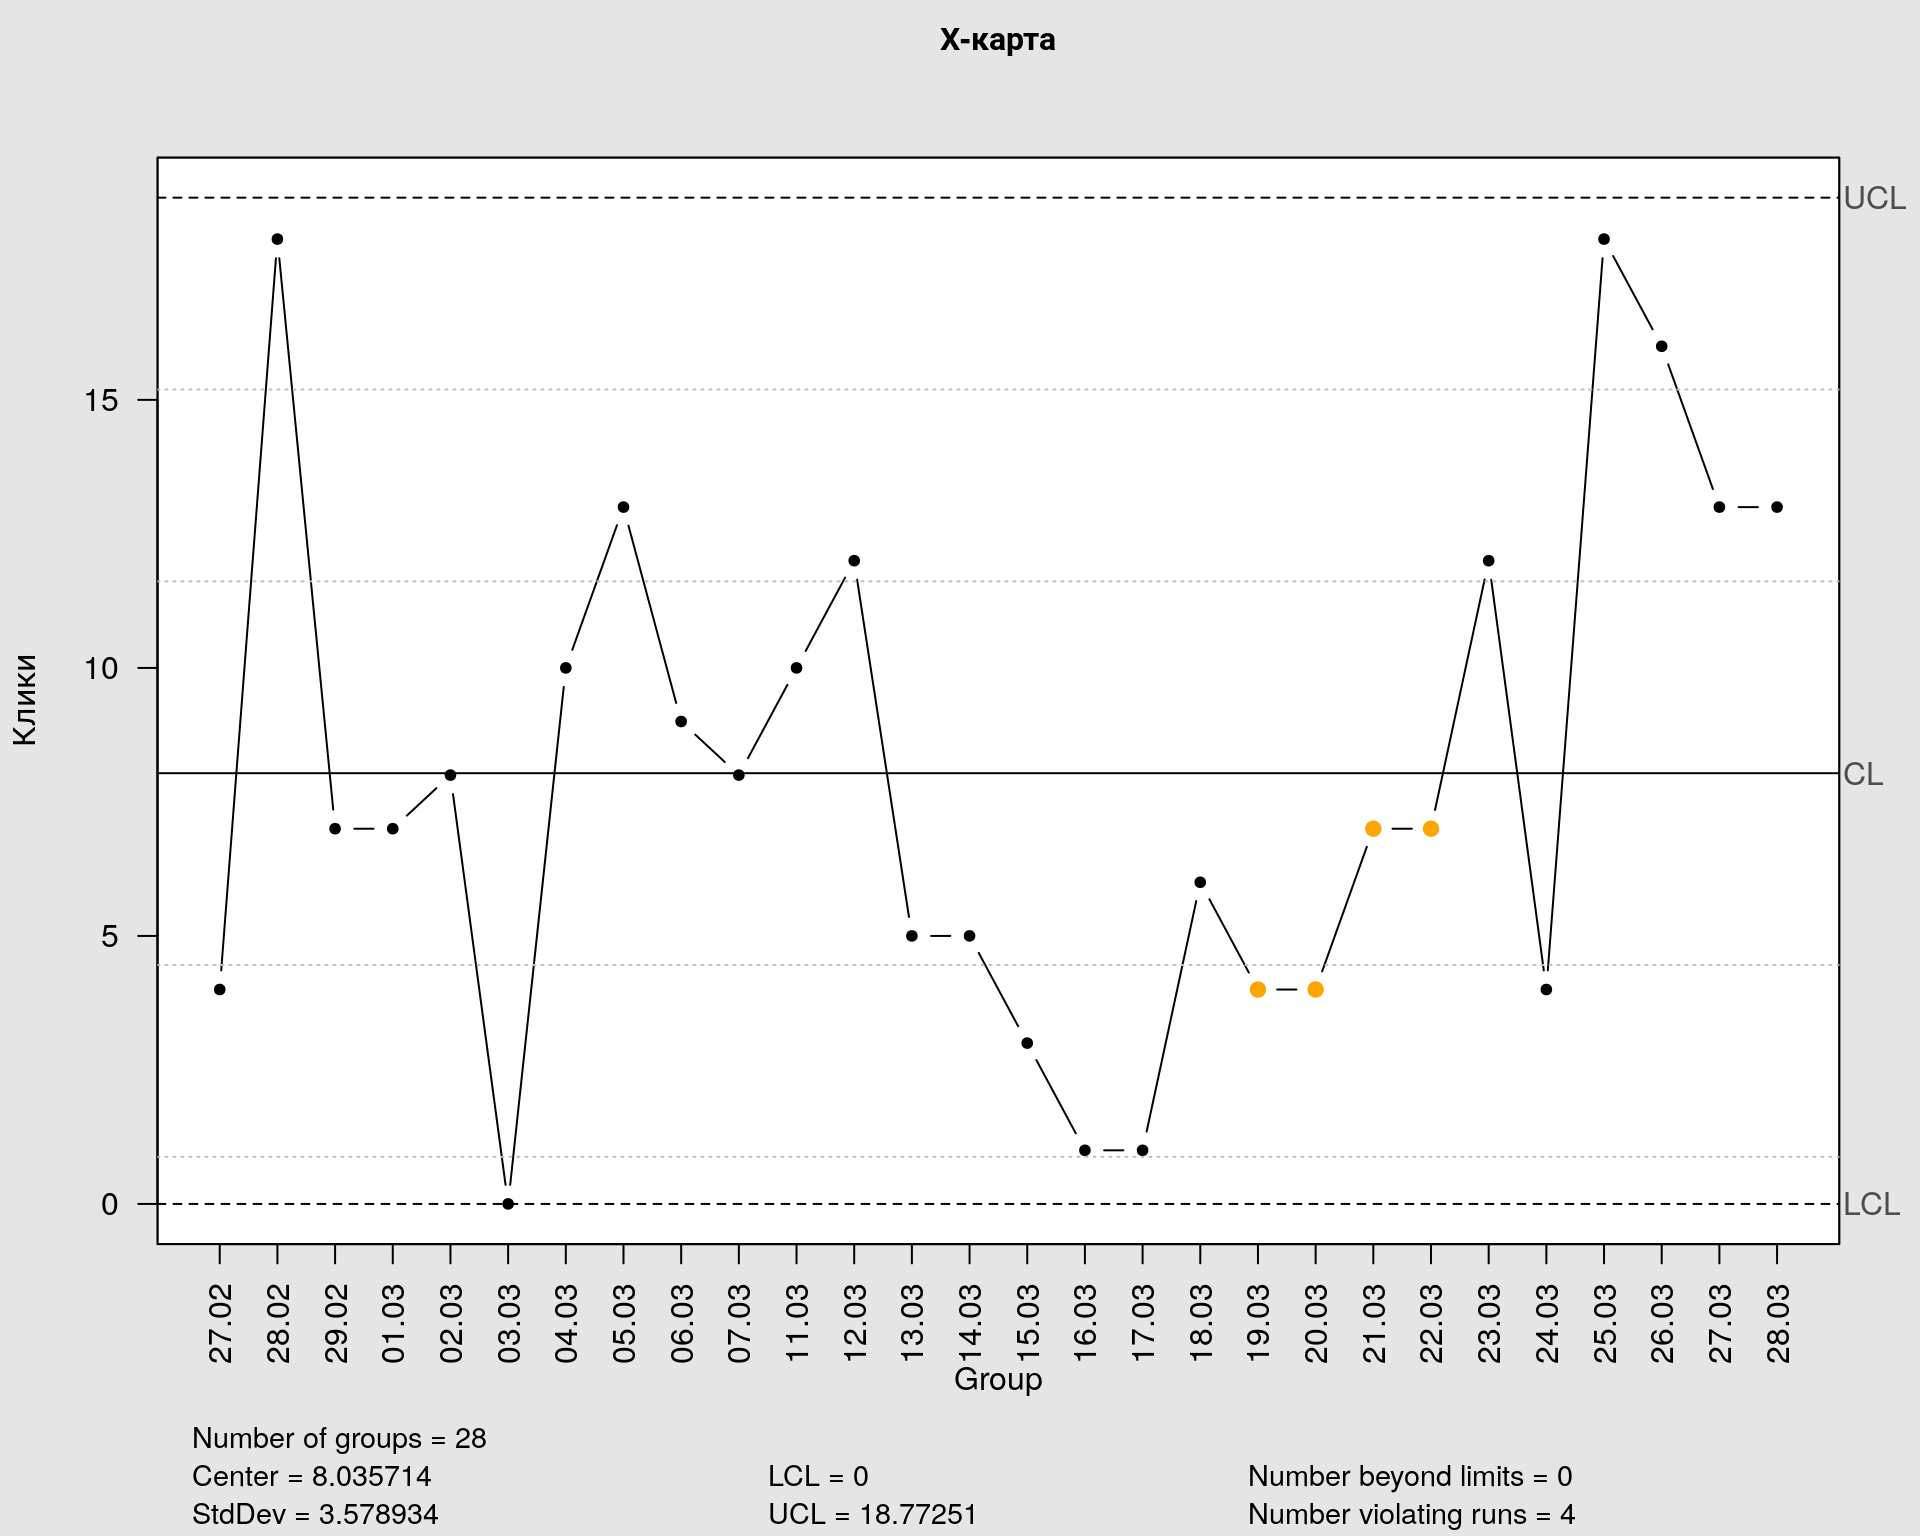 X-карта
UCL
15
10
Клики
CL
5
0
LCL
27.02 28.02 29.02 01.03 02.03 03.03 04.03 05.03 06.03 07.03 11.03 12.03 13.03 14.03 15.03 16.03 17.03 18.03 19.03 20.03 21.03 22.03 23.03 24.03 25.03 26.03 27.03 28.03
Group
Number of groups = 28
Center = 8.035714 LCL = 0 Number beyond limits = 0
StdDev = 3.578934 UCL = 18.77251 Number violating runs = 4